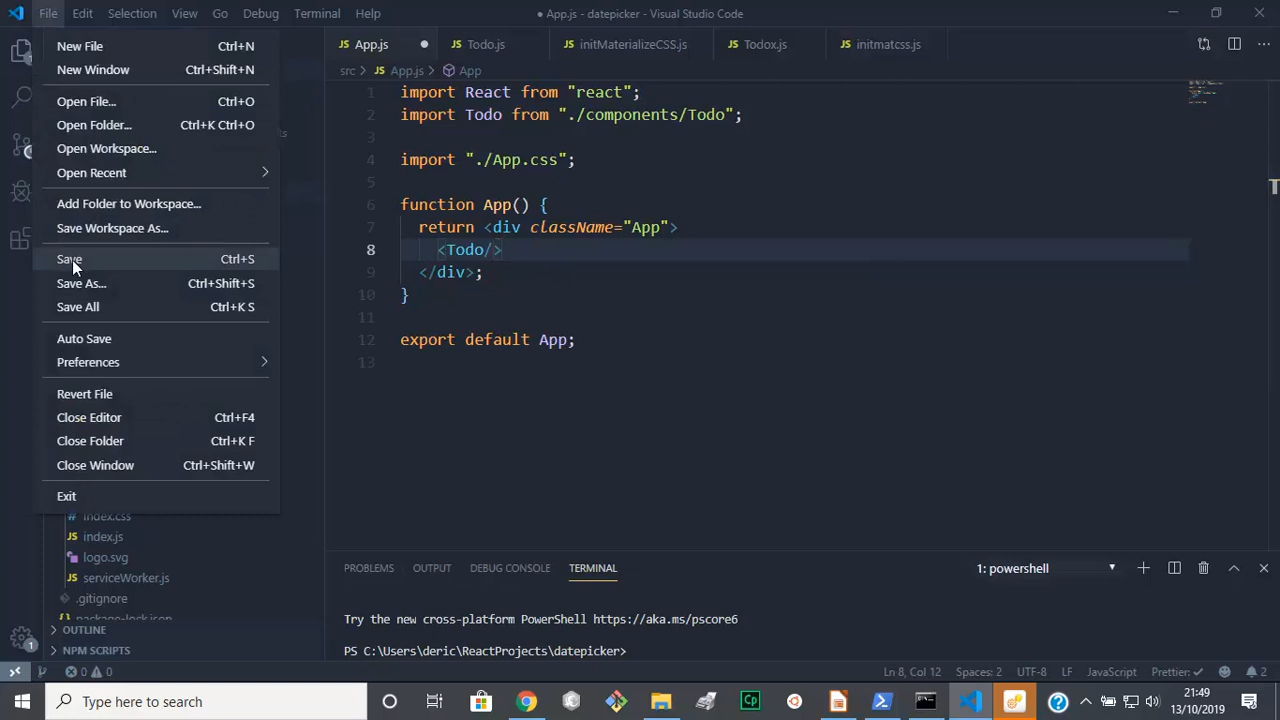 File Edit Selection View Go Debug Terminal Help
● App.js - datepicker - Visual Studio Code
New File Ctrl+N
New Window Ctrl+Shift+N
Open File... Ctrl+O
Open Folder... Ctrl+K Ctrl+O
Open Workspace...
Open Recent
Add Folder to Workspace...
Save Workspace As...
Save Ctrl+S
Save As... Ctrl+Shift+S
Save All Ctrl+K S
Auto Save
Preferences
Revert File
Close Editor Ctrl+F4
Close Folder Ctrl+K F
Close Window Ctrl+Shift+W
Exit
index.css
JS index.js
logo.svg
JS serviceWorker.js
.gitignore
package-lock.json
OUTLINE
NPM SCRIPTS
JS App.js ● JS Todo.js JS initMaterializeCSS.js JS Todox.js JS initmatcss.js
src > JS App.js > App
1 import React from "react";
2 import Todo from "./components/Todo";
3
4 import "./App.css";
5
6 function App() {
7 return <div className="App">
8 <Todo/>
9 </div>;
10 }
11
12 export default App;
13
PROBLEMS OUTPUT DEBUG CONSOLE TERMINAL 1: powershell
Try the new cross-platform PowerShell https://aka.ms/pscore6
PS C:\Users\deric\ReactProjects\datepicker>
1
0 0 Ln 8, Col 12 Spaces: 2 UTF-8 LF JavaScript Prettier: ✓ 2
Type here to search
Cp
21:49
13/10/2019